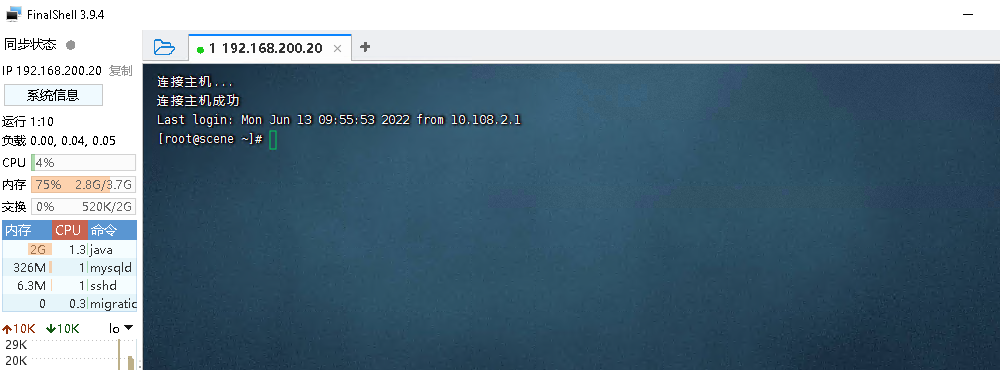 FinalShell 3.9.4
同步状态
IP 192.168.200.20 复制
系统信息
运行 1:10
负载 0.00, 0.04, 0.05
CPU 4%
内存 75% 2.8G/3.7G
交换 0% 520K/2G
内存 CPU 命令
2G 1.3 java
326M 1 mysqld
6.3M 1 sshd
0 0.3 migratic
10K 10K lo
29K
20K
1 192.168.200.20
连接主机...
连接主机成功
Last login: Mon Jun 13 09:55:53 2022 from 10.108.2.1
[root@scene ~]#